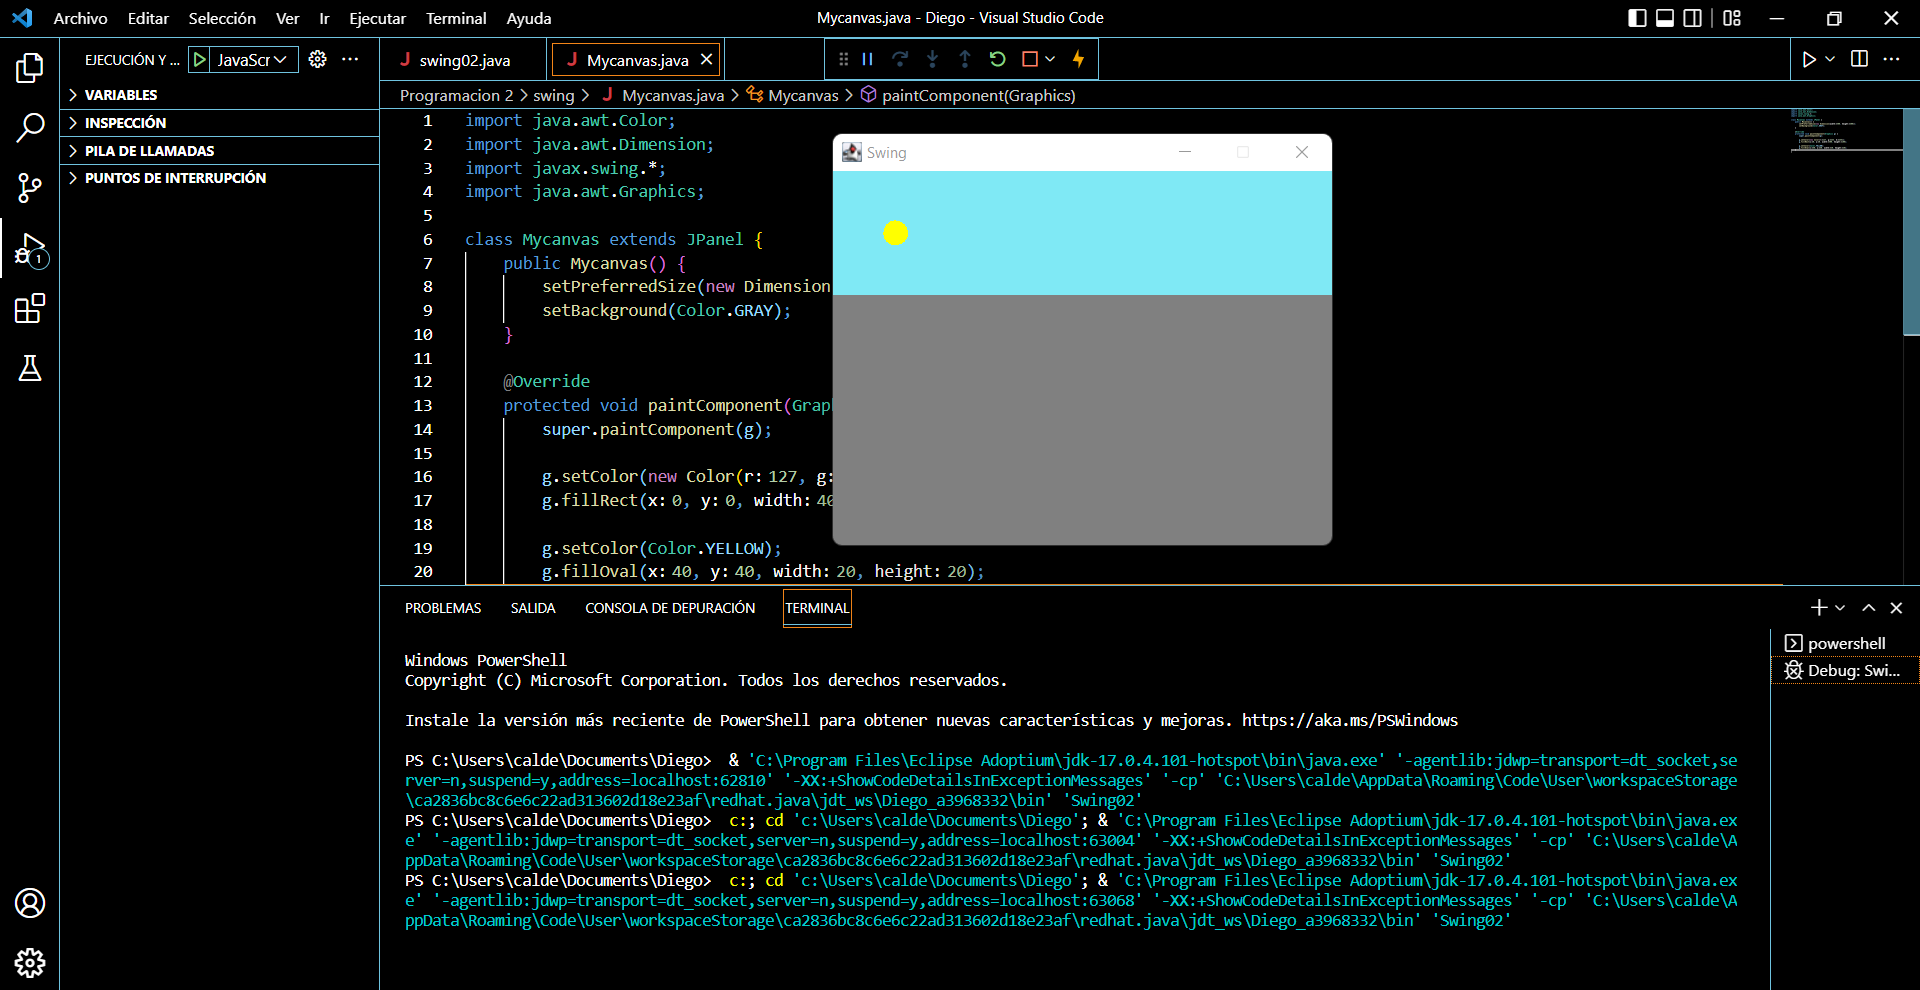 Archivo Editar Selección Ver Ir Ejecutar Terminal Ayuda
Mycanvas.java - Diego - Visual Studio Code
EJECUCIÓN Y ... JavaScr
VARIABLES
INSPECCIÓN
PILA DE LLAMADAS
PUNTOS DE INTERRUPCIÓN
1
J swing02.java
J Mycanvas.java
Programacion 2 > swing > J Mycanvas.java > Mycanvas > paintComponent(Graphics)
1 import java.awt.Color;
2 import java.awt.Dimension;
3 import javax.swing.*;
4 import java.awt.Graphics;
5
6 class Mycanvas extends JPanel {
7 public Mycanvas() {
8 setPreferredSize(new Dimension
9 setBackground(Color.GRAY);
10 }
11
12 @Override
13 protected void paintComponent(Grap
14 super.paintComponent(g);
15
16 g.setColor(new Color(r: 127, g:
17 g.fillRect(x: 0, y: 0, width: 40
18
19 g.setColor(Color.YELLOW);
20 g.fillOval(x: 40, y: 40, width: 20, height: 20);
Swing
PROBLEMAS SALIDA CONSOLA DE DEPURACIÓN TERMINAL
Windows PowerShell
Copyright (C) Microsoft Corporation. Todos los derechos reservados.
Instale la versión más reciente de PowerShell para obtener nuevas características y mejoras. https://aka.ms/PSWindows
PS C:\Users\calde\Documents\Diego>  & 'C:\Program Files\Eclipse Adoptium\jdk-17.0.4.101-hotspot\bin\java.exe' '-agentlib:jdwp=transport=dt_socket,se
rver=n,suspend=y,address=localhost:62810' '-XX:+ShowCodeDetailsInExceptionMessages' '-cp' 'C:\Users\calde\AppData\Roaming\Code\User\workspaceStorage
\ca2836bc8c6e6c22ad313602d18e23af\redhat.java\jdt_ws\Diego_a3968332\bin' 'Swing02'
PS C:\Users\calde\Documents\Diego>  c:; cd 'c:\Users\calde\Documents\Diego'; & 'C:\Program Files\Eclipse Adoptium\jdk-17.0.4.101-hotspot\bin\java.ex
e' '-agentlib:jdwp=transport=dt_socket,server=n,suspend=y,address=localhost:63004' '-XX:+ShowCodeDetailsInExceptionMessages' '-cp' 'C:\Users\calde\A
ppData\Roaming\Code\User\workspaceStorage\ca2836bc8c6e6c22ad313602d18e23af\redhat.java\jdt_ws\Diego_a3968332\bin' 'Swing02'
PS C:\Users\calde\Documents\Diego>  c:; cd 'c:\Users\calde\Documents\Diego'; & 'C:\Program Files\Eclipse Adoptium\jdk-17.0.4.101-hotspot\bin\java.ex
e' '-agentlib:jdwp=transport=dt_socket,server=n,suspend=y,address=localhost:63068' '-XX:+ShowCodeDetailsInExceptionMessages' '-cp' 'C:\Users\calde\A
ppData\Roaming\Code\User\workspaceStorage\ca2836bc8c6e6c22ad313602d18e23af\redhat.java\jdt_ws\Diego_a3968332\bin' 'Swing02'
powershell
Debug: Swi...